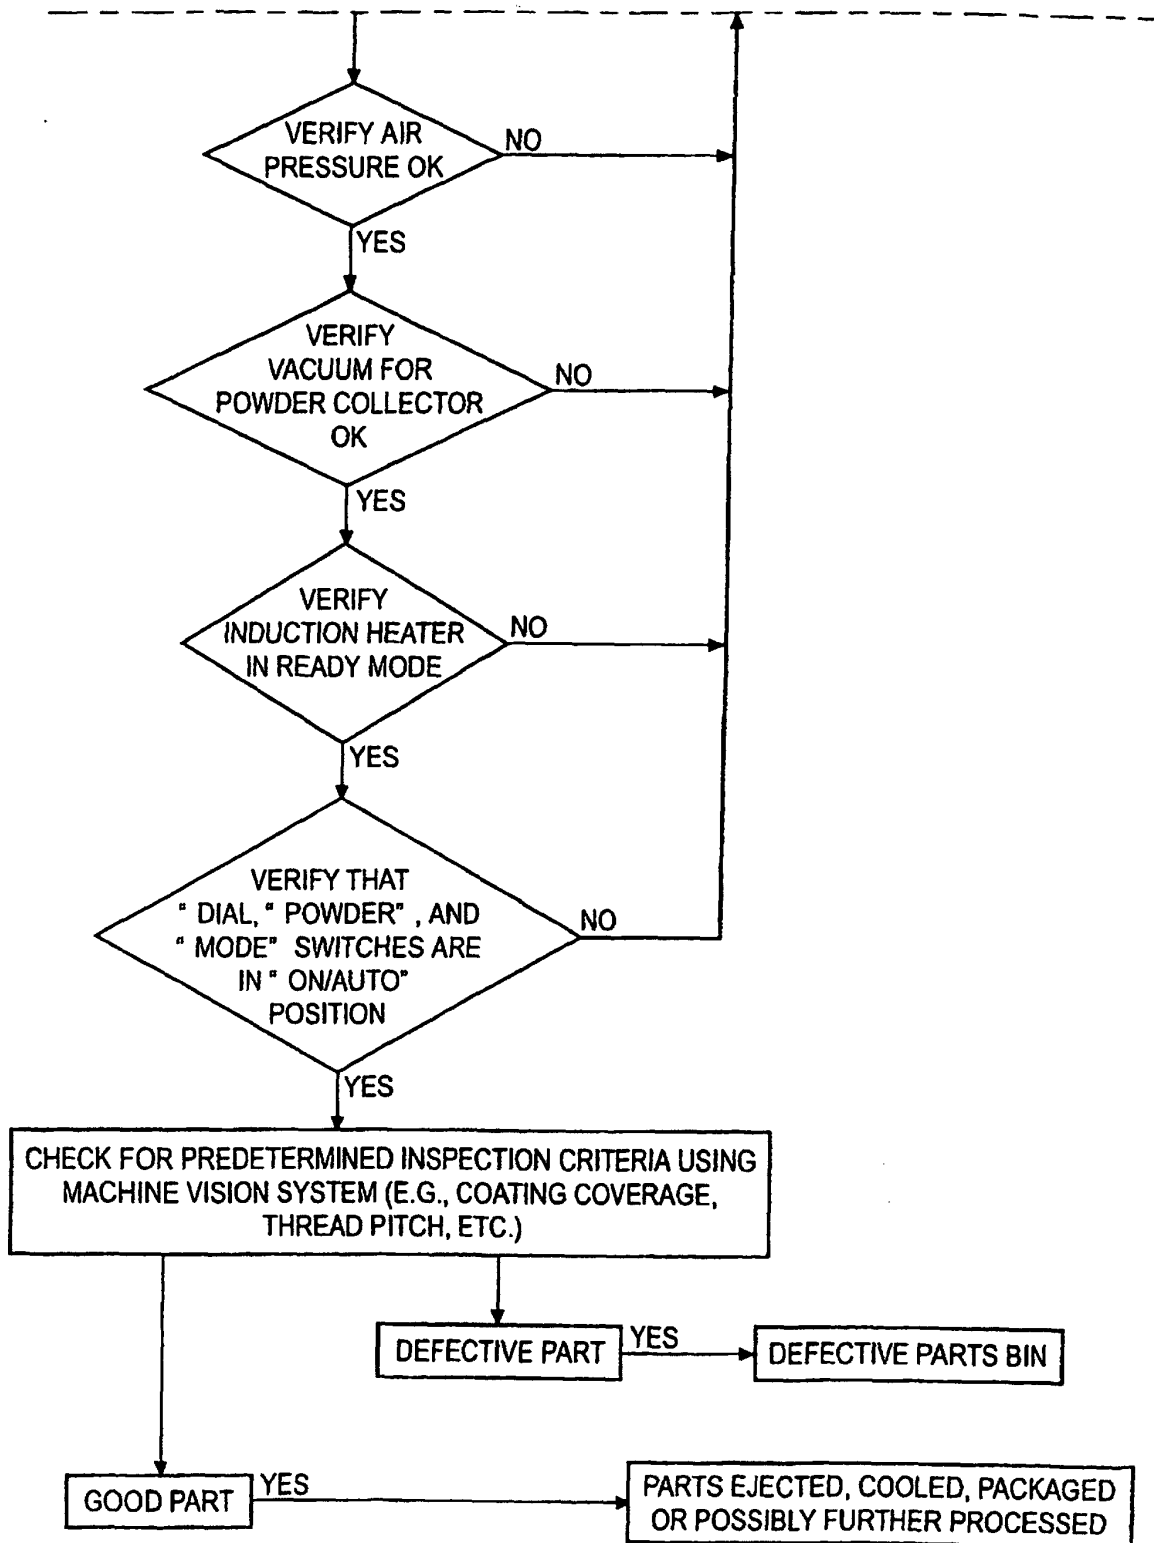 VERIFY AIR
PRESSURE OK
NO
YES
VERIFY
VACUUM FOR
POWDER COLLECTOR
OK
NO
YES
VERIFY
INDUCTION HEATER
IN READY MODE
NO
YES
VERIFY THAT
" DIAL, " POWDER" , AND
" MODE" SWITCHES ARE
IN " ON/AUTO"
POSITION
NO
YES
CHECK FOR PREDETERMINED INSPECTION CRITERIA USING
MACHINE VISION SYSTEM (E.G., COATING COVERAGE,
THREAD PITCH, ETC.)
DEFECTIVE PART
YES
DEFECTIVE PARTS BIN
GOOD PART
YES
PARTS EJECTED, COOLED, PACKAGED
OR POSSIBLY FURTHER PROCESSED